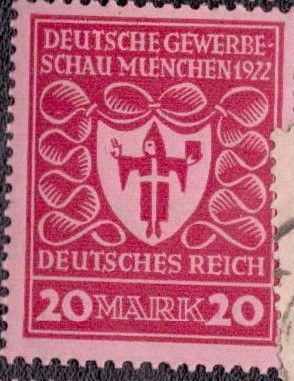 DEUTSCHE GEWERBE-
SCHAU MUENCHEN 1922
DEUTSCHES REICH
20 MARK 20